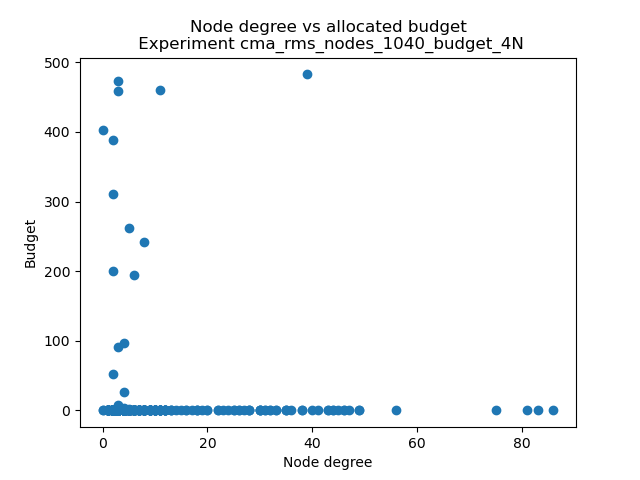 Node degree vs allocated budget
Experiment cma_rms_nodes_1040_budget_4N
500
400
300
200
100
0
Budget
0 20 40 60 80
Node degree